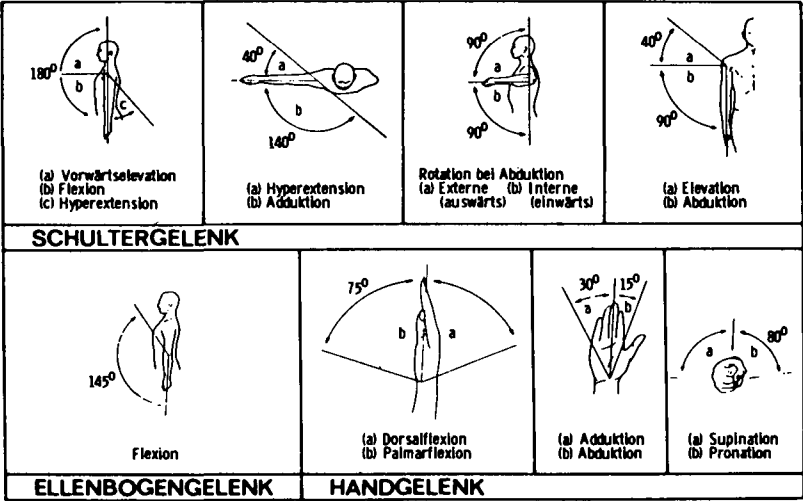 180⁰
a
b
c
(a) Vorwärtselevation
(b) Flexion
(c) Hyperextension
40⁰
a
b
140⁰
(a) Hyperextension
(b) Adduktion
90⁰
a
b
90⁰
Rotation bei Abduktion
(a) Externe (b) Interne
(auswärts) (einwärts)
40⁰
a
b
90⁰
(a) Elevation
(b) Abduktion
SCHULTERGELENK
145⁰
Flexion
ELLENBOGENGELENK
75⁰
b a
(a) Dorsalflexion
(b) Palmarflexion
30⁰ 15⁰
a b
(a) Adduktion
(b) Abduktion
80⁰
a b
(a) Supination
(b) Pronation
HANDGELENK